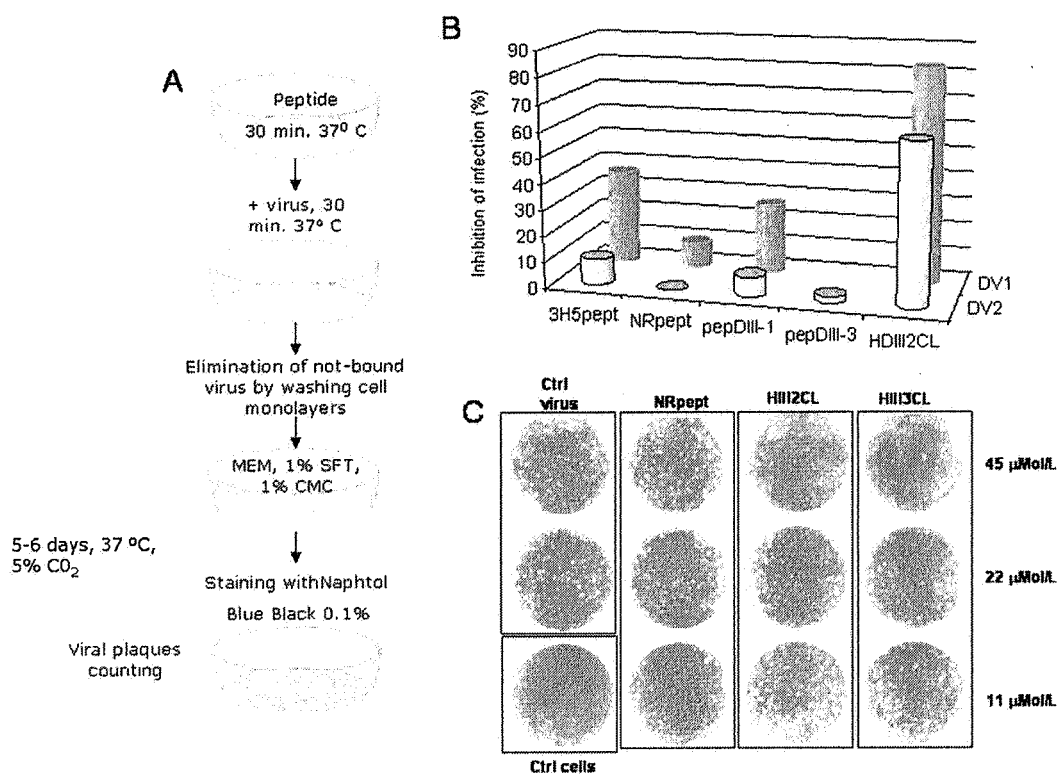 A
Peptide
30 min. 37⁰ C
+ virus, 30
min. 37º C
Elimination of not-bound
virus by washing cell
monolayers
MEM, 1% SFT,
1% CMC
5-6 days, 37 ºC,
5% C0₂
Staining withNaphtol
Blue Black 0.1%
Viral plaques
counting
B
Inhibition of infection (%)
90
80
70
60
50
40
30
20
10
0
3H5pept
NRpept
pepDIII-1
pepDIII-3
HDIII2CL
DV1
DV2
C
Ctrl
virus
NRpept
HIII2CL
HIII3CL
45 µMol/L
22 µMol/L
11 µMol/L
Ctrl cells